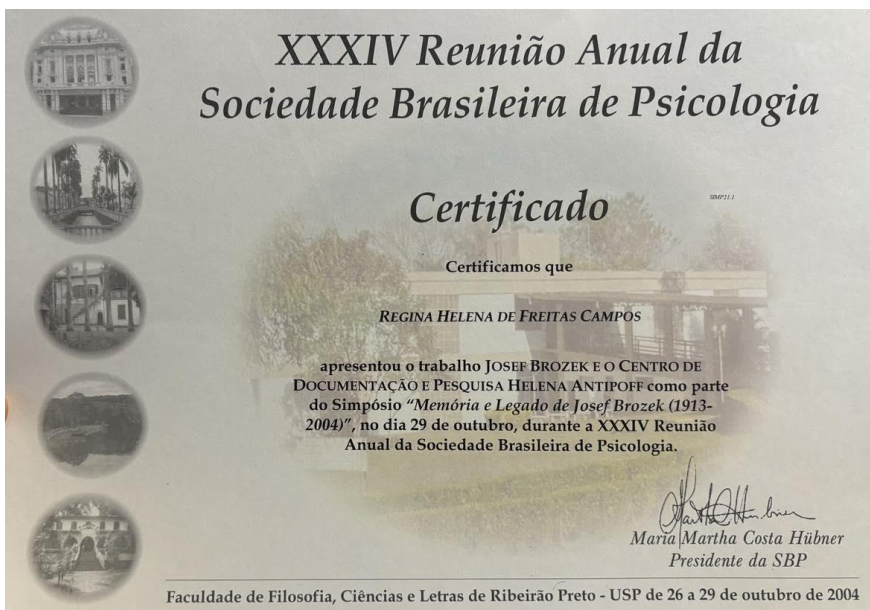 XXXIV Reunião Anual da
Sociedade Brasileira de Psicologia
Certificado
SIMP21.1
Certificamos que
REGINA HELENA DE FREITAS CAMPOS
apresentou o trabalho JOSEF BROZEK E O CENTRO DE
DOCUMENTAÇÃO E PESQUISA HELENA ANTIPOFF como parte
do Simpósio “Memória e Legado de Josef Brozek (1913-
2004)”, no dia 29 de outubro, durante a XXXIV Reunião
Anual da Sociedade Brasileira de Psicologia.
Maria Martha Costa Hübner
Presidente da SBP
Faculdade de Filosofia, Ciências e Letras de Ribeirão Preto - USP de 26 a 29 de outubro de 2004